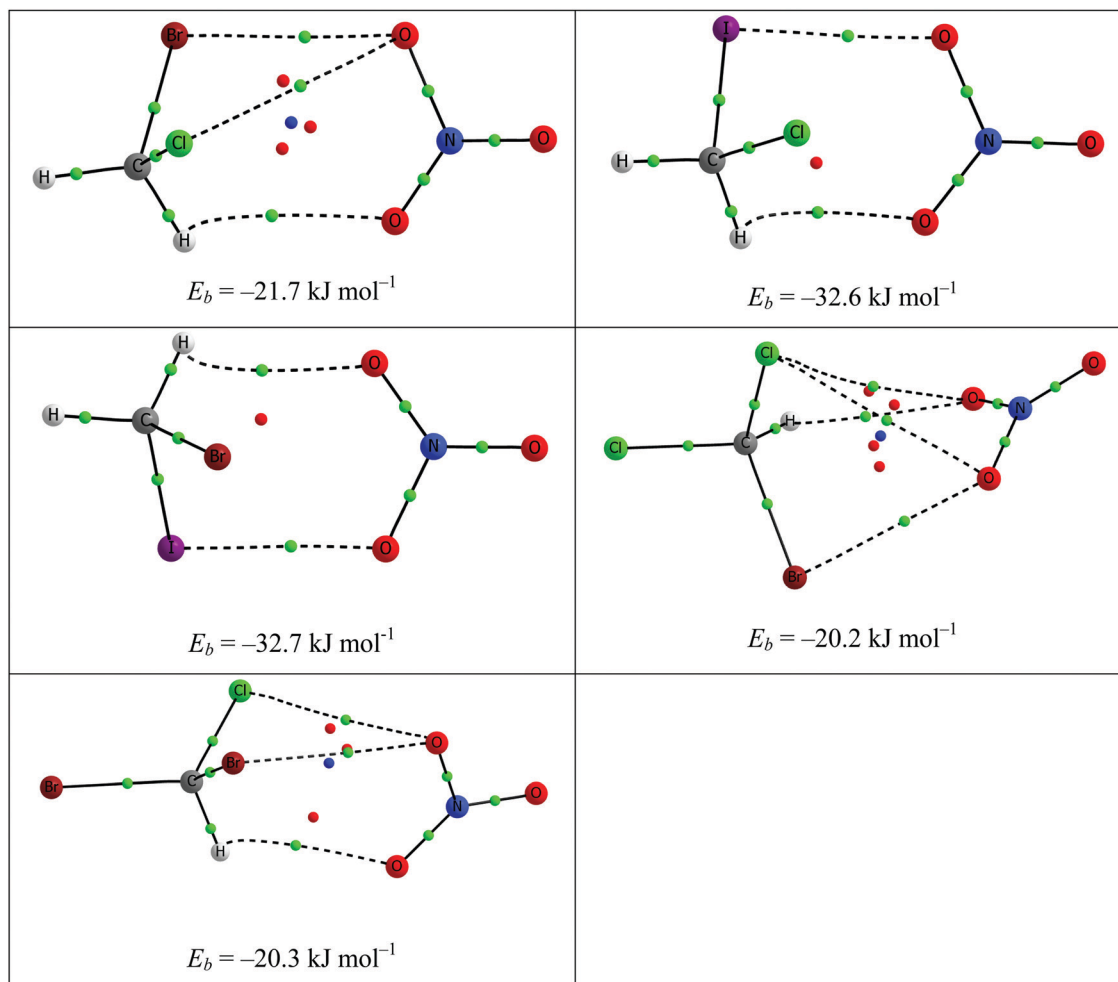 Br O
Cl
C N O
H
H O
E_b = –21.7 kJ mol⁻¹
I O
Cl
H C N O
H O
E_b = –32.6 kJ mol⁻¹
H
O
H C
Br N O
I O
E_b = –32.7 kJ mol⁻¹
Cl O
O N
H
Cl C
O
Br
E_b = –20.2 kJ mol⁻¹
Cl
O
Br C Br
N O
H O
E_b = –20.3 kJ mol⁻¹